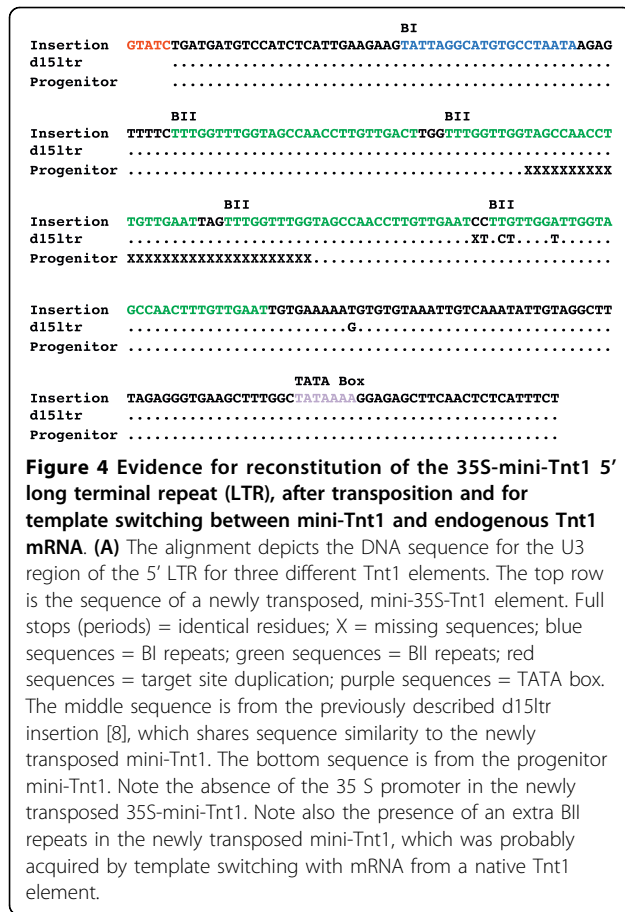 BI
Insertion GTATCTGATGATGTCCATCTCATTGAAGAAGTATTAGGCATGTGCCTAATAAGAG
d15ltr ..................................................
Progenitor ..................................................
BII BII
Insertion TTTTCTTTGGTTTGGTAGCCAACCTTGTTGACTTGGTTTGGTTGGTAGCCAACCT
d15ltr .......................................................
Progenitor .............................................XXXXXXXXXX
BII BII
Insertion TGTTGAATTAGTTTGGTTTGGTAGCCAACCTTGTTGAATCCTTGTTGGATTGGTA
d15ltr .......................................XT.CT....T......
Progenitor XXXXXXXXXXXXXXXXXXXXX..................................
Insertion GCCAACTTTGTTGAATTGTGAAAAATGTGTGTAAATTGTCAAATATTGTAGGCTT
d15ltr .........................G.............................
Progenitor .......................................................
TATA Box
Insertion TAGAGGGTGAAGCTTTGGCTATAAAAGGAGAGCTTCAACTCTCATTTCT
d15ltr .................................................
Progenitor .................................................
Figure 4 Evidence for reconstitution of the 35S-mini-Tnt1 5’
long terminal repeat (LTR), after transposition and for
template switching between mini-Tnt1 and endogenous Tnt1
mRNA. (A) The alignment depicts the DNA sequence for the U3
region of the 5’ LTR for three different Tnt1 elements. The top row
is the sequence of a newly transposed, mini-35S-Tnt1 element. Full
stops (periods) = identical residues; X = missing sequences; blue
sequences = BI repeats; green sequences = BII repeats; red
sequences = target site duplication; purple sequences = TATA box.
The middle sequence is from the previously described d15ltr
insertion [8], which shares sequence similarity to the newly
transposed mini-Tnt1. The bottom sequence is from the progenitor
mini-Tnt1. Note the absence of the 35 S promoter in the newly
transposed 35S-mini-Tnt1. Note also the presence of an extra BII
repeats in the newly transposed mini-Tnt1, which was probably
acquired by template switching with mRNA from a native Tnt1
element.